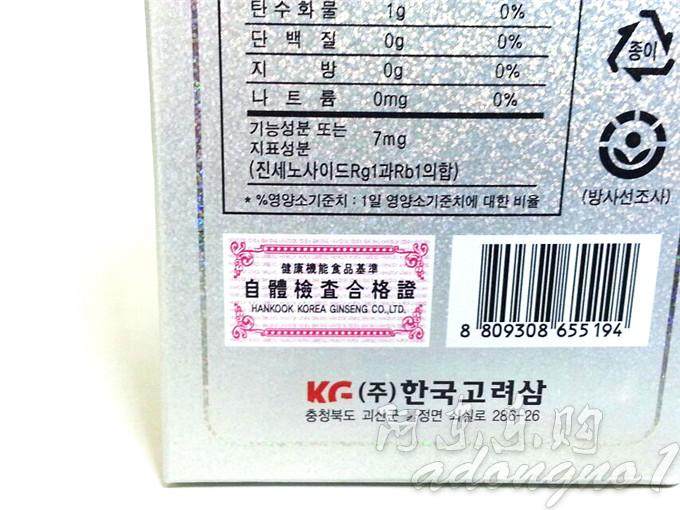 탄수화물 1g 0%
단백질 0g 0%
지방 0g 0%
나트륨 0mg 0%
기능성분 또는
지표성분 7mg
(진세노사이드Rg1과Rb1의합)
* %영양소기준치 : 1일 영양소기준치에 대한 비율
종이
(방사선조사)
健康機能食品基準
自體檢査合格證
HANKOOK KOREA GINSENG CO.,LTD.
8 809308 655194
KG (주)한국고려삼
충청북도 괴산군 정면 로 286-26
购
adongno1